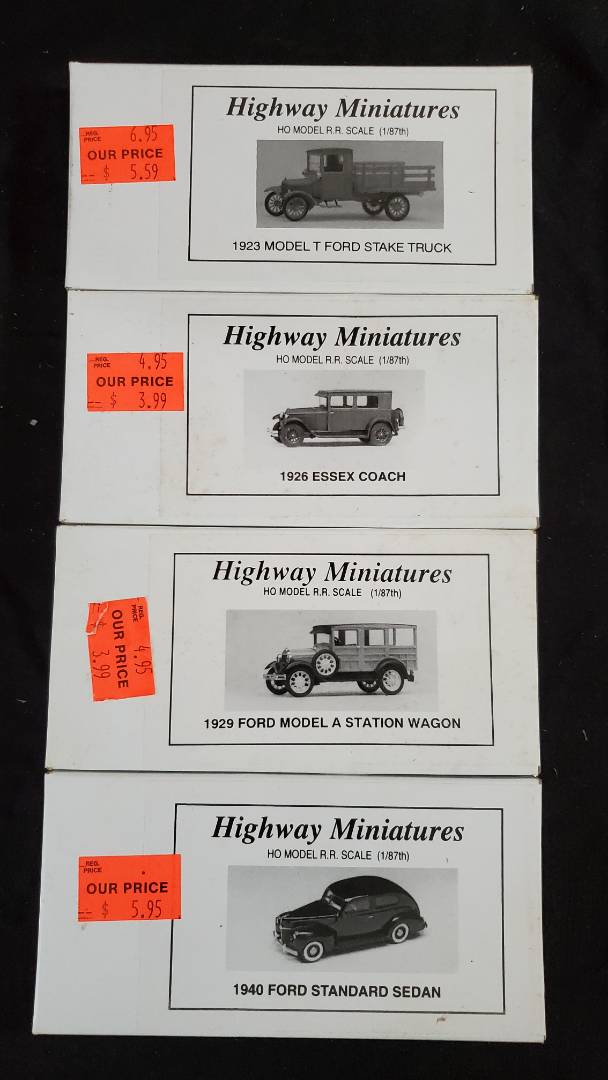 Highway Miniatures
HO MODEL R.R. SCALE (1/87th)
REG. PRICE 6.95
OUR PRICE
$ 5.59
1923 MODEL T FORD STAKE TRUCK
Highway Miniatures
HO MODEL R.R. SCALE (1/87th)
REG. PRICE 4.95
OUR PRICE
$ 3.99
1926 ESSEX COACH
Highway Miniatures
HO MODEL R.R. SCALE (1/87th)
REG. PRICE 4.95
OUR PRICE
$ 3.99
1929 FORD MODEL A STATION WAGON
Highway Miniatures
HO MODEL R.R. SCALE (1/87th)
REG. PRICE
OUR PRICE
$ 5.95
1940 FORD STANDARD SEDAN